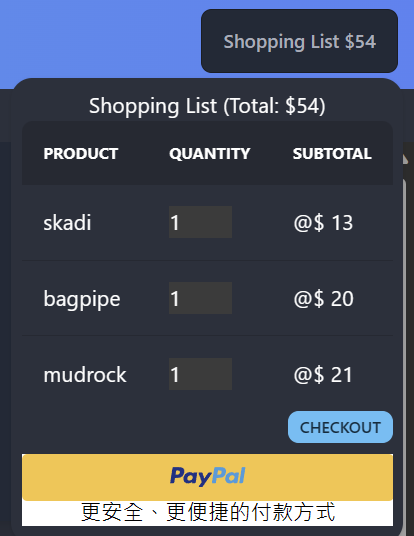 Shopping List $54
Shopping List (Total: $54)
PRODUCT QUANTITY SUBTOTAL
skadi 1 @$ 13
bagpipe 1 @$ 20
mudrock 1 @$ 21
CHECKOUT
PayPal
更安全、更便捷的付款方式